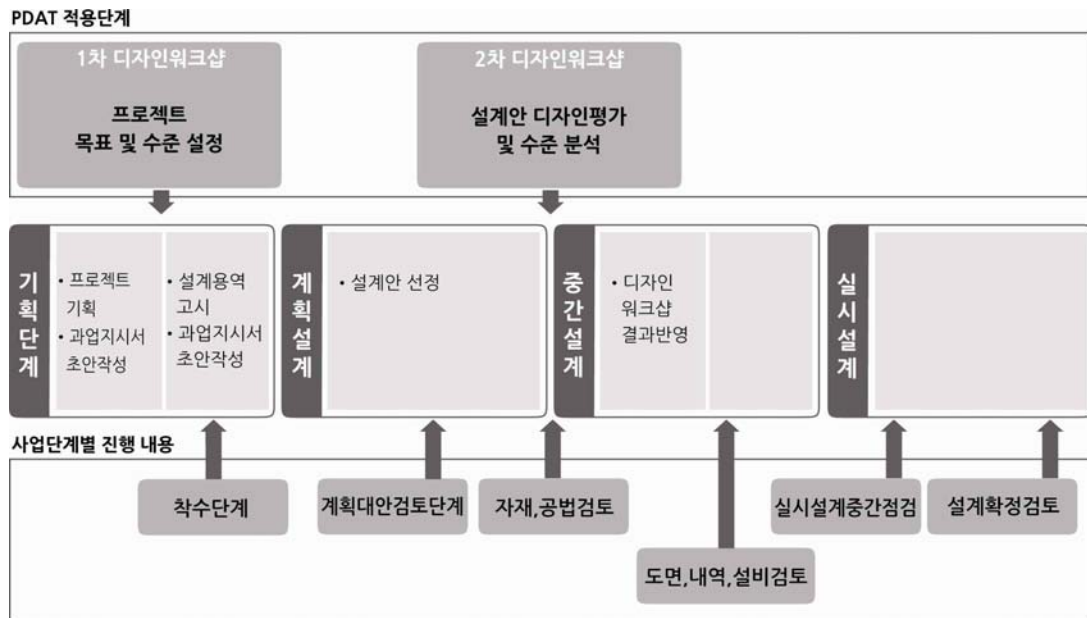 PDAT 적용단계
1차 디자인워크샵
프로젝트
목표 및 수준 설정
2차 디자인워크샵
설계안 디자인평가
및 수준 분석
기획단계
• 프로젝트
기획
• 과업지시서
초안작성
• 설계용역
고시
• 과업지시서
초안작성
계획설계
• 설계안 선정
중간설계
• 디자인
워크샵
결과반영
실시설계
사업단계별 진행 내용
착수단계
계획대안검토단계
자재,공법검토
도면,내역,설비검토
실시설계중간점검
설계확정검토